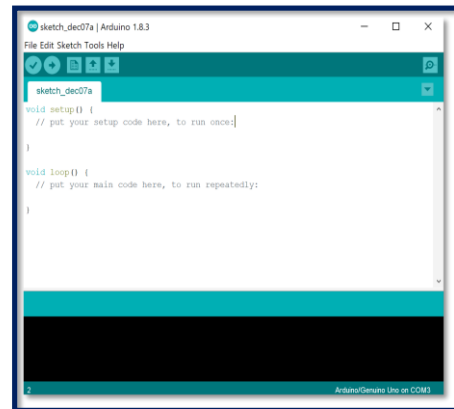 sketch_dec07a | Arduino 1.8.3
File Edit Sketch Tools Help
sketch_dec07a
void setup() {
// put your setup code here, to run once:
}
void loop() {
// put your main code here, to run repeatedly:
}
2 Arduino/Genuino Uno on COM3